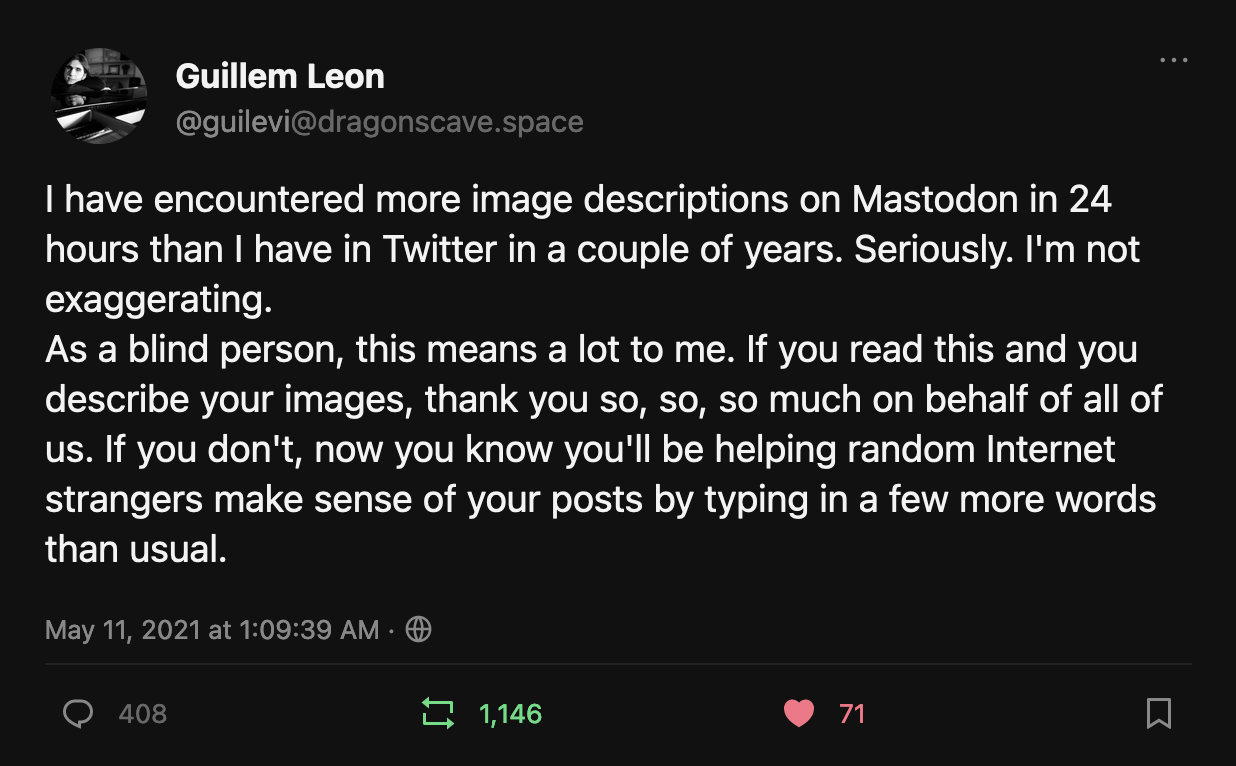 Guillem Leon
@guilevi@dragonscave.space
I have encountered more image descriptions on Mastodon in 24
hours than I have in Twitter in a couple of years. Seriously. I'm not
exaggerating.
As a blind person, this means a lot to me. If you read this and you
describe your images, thank you so, so, so much on behalf of all of
us. If you don't, now you know you'll be helping random Internet
strangers make sense of your posts by typing in a few more words
than usual.
May 11, 2021 at 1:09:39 AM ·
408 1,146 71